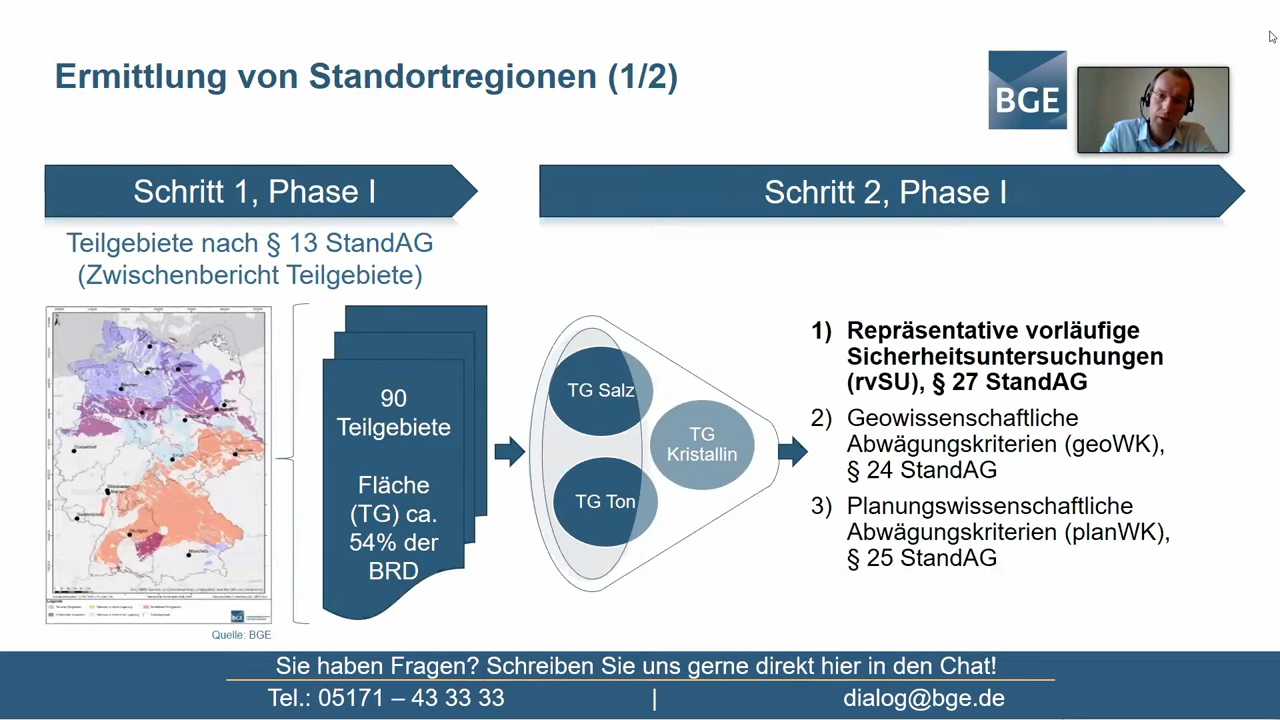 Ermittlung von Standortregionen (1/2)
BGE
Schritt 1, Phase I
Schritt 2, Phase I
Teilgebiete nach § 13 StandAG
(Zwischenbericht Teilgebiete)
90
Teilgebiete
Fläche
(TG) ca.
54% der
BRD
TG Salz
TG
Kristallin
TG Ton
1) Repräsentative vorläufige
Sicherheitsuntersuchungen
(rvSU), § 27 StandAG
2) Geowissenschaftliche
Abwägungskriterien (geoWK),
§ 24 StandAG
3) Planungswissenschaftliche
Abwägungskriterien (planWK),
§ 25 StandAG
Quelle: BGE
Sie haben Fragen? Schreiben Sie uns gerne direkt hier in den Chat!
Tel.: 05171 – 43 33 33 | dialog@bge.de